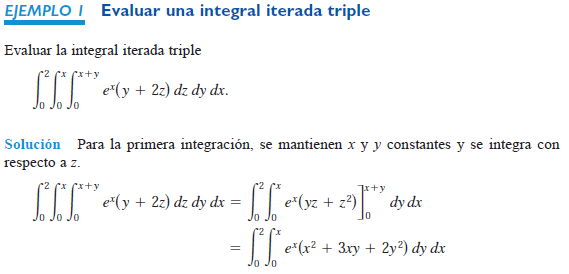 EJEMPLO 1 Evaluar una integral iterada triple
Evaluar la integral iterada triple
∫₀² ∫₀ˣ ∫₀ˣ⁺ʸ eˣ(y + 2z) dz dy dx.
Solución Para la primera integración, se mantienen x y y constantes y se integra con
respecto a z.
∫₀² ∫₀ˣ ∫₀ˣ⁺ʸ eˣ(y + 2z) dz dy dx = ∫₀² ∫₀ˣ eˣ(yz + z²)]₀ˣ⁺ʸ dy dx
= ∫₀² ∫₀ˣ eˣ(x² + 3xy + 2y²) dy dx